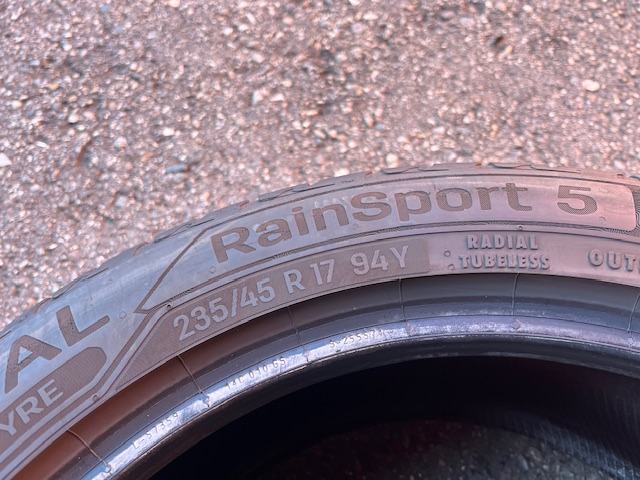 RainSport 5
235/45 R 17 94Y
RADIAL
TUBELESS
OUT
AL
YRE